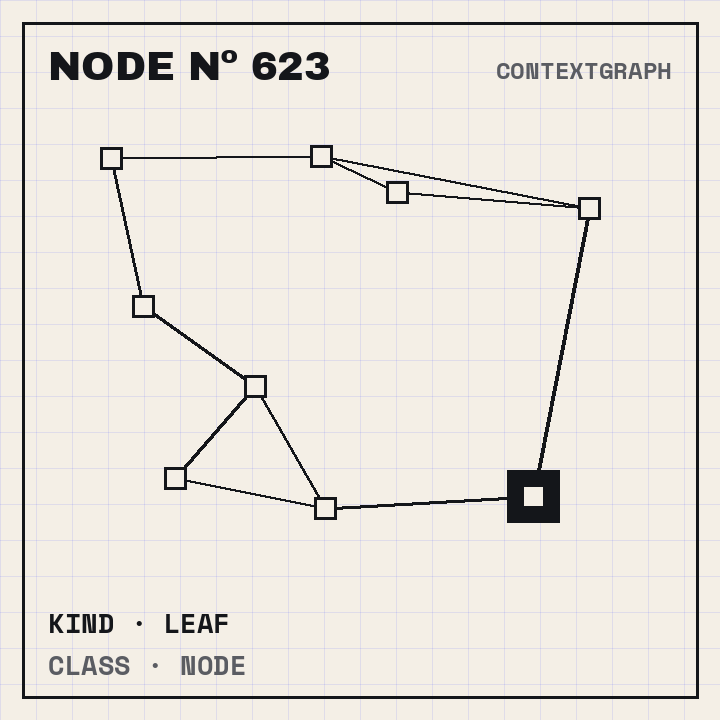 NODE Nº 623
CONTEXTGRAPH
KIND · LEAF
CLASS · NODE